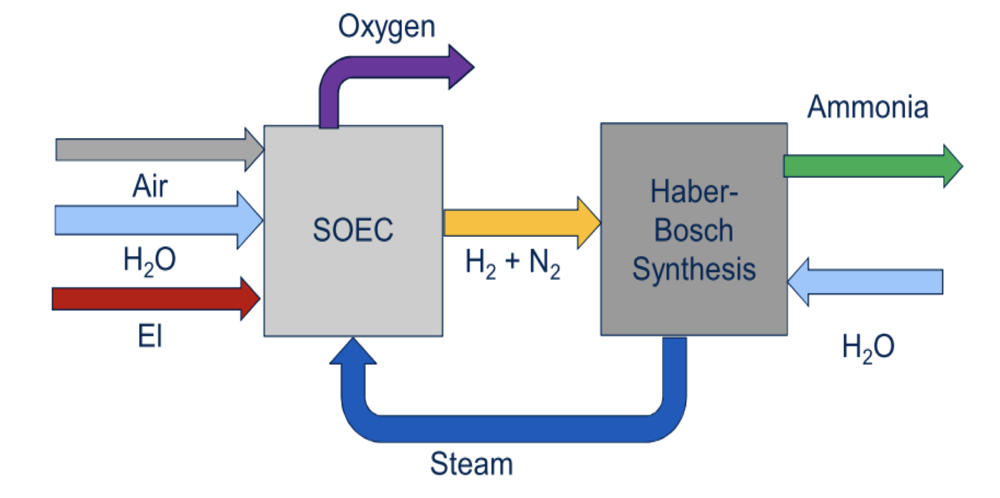 Oxygen
Ammonia
Air
H₂O
El
SOEC
H₂ + N₂
Haber-
Bosch
Synthesis
H₂O
Steam